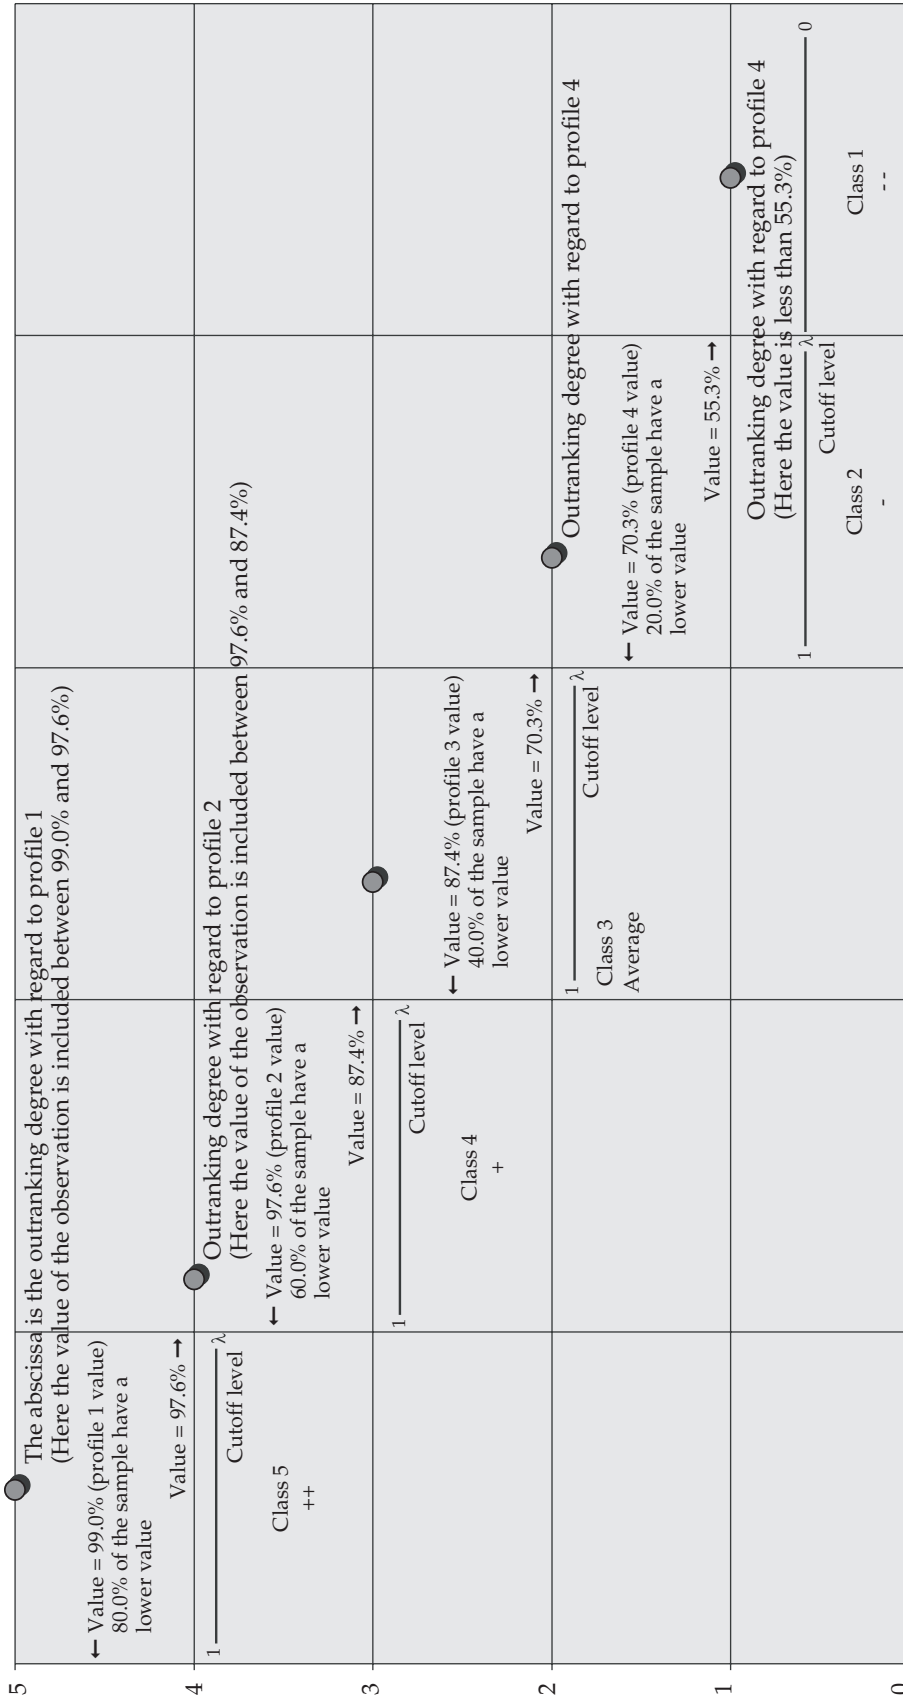 5
4
3
2
1
0
The abscissa is the outranking degree with regard to profile 1
(Here the value of the observation is included between 99.0% and 97.6%)
← Value = 99.0% (profile 1 value)
80.0% of the sample have a
lower value
Value = 97.6% →
1 λ
Cutoff level
Class 5
++
Outranking degree with regard to profile 2
(Here the value of the observation is included between 97.6% and 87.4%)
← Value = 97.6% (profile 2 value)
60.0% of the sample have a
lower value
Value = 87.4% →
1 λ
Cutoff level
Class 4
+
← Value = 87.4% (profile 3 value)
40.0% of the sample have a
lower value
Value = 70.3% →
1 λ
Cutoff level
Class 3
Average
Outranking degree with regard to profile 4
← Value = 70.3% (profile 4 value)
20.0% of the sample have a
lower value
Value = 55.3% →
Outranking degree with regard to profile 4
(Here the value is less than 55.3%)
1 λ 0
Cutoff level
Class 2
-
Class 1
- -